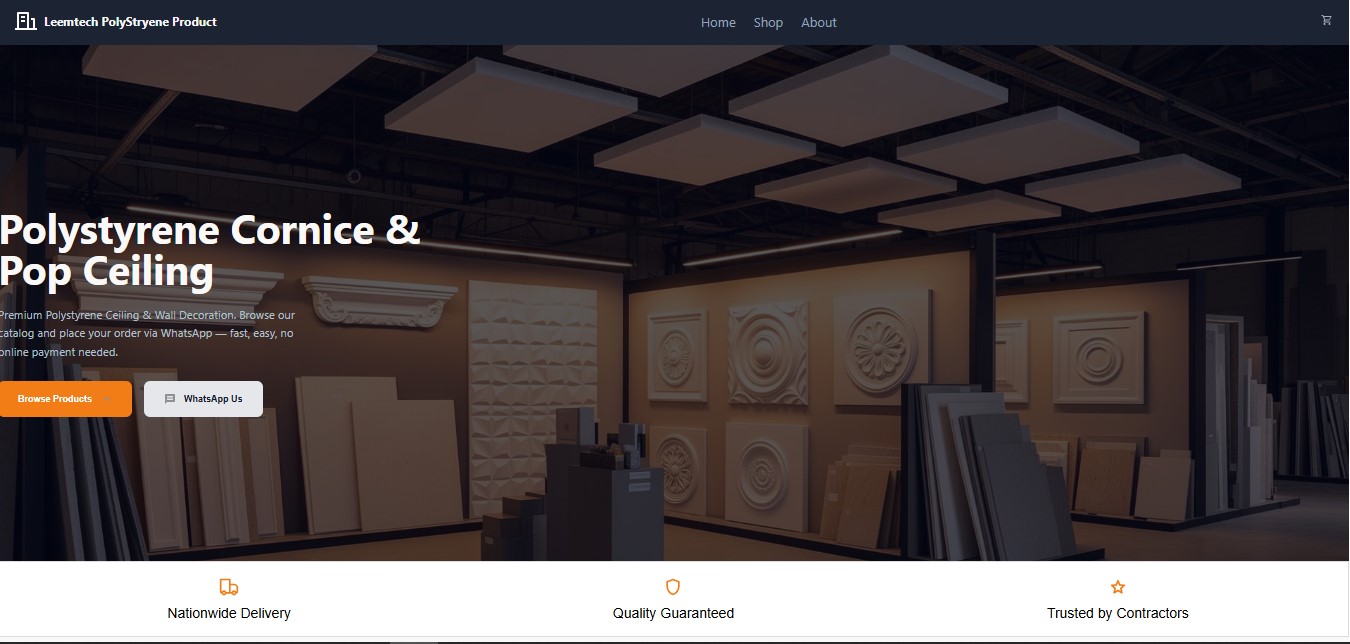 Leemtech PolyStryene Product
Home
Shop
About
Polystyrene Cornice &
Pop Ceiling
Premium Polystyrene Ceiling & Wall Decoration. Browse our
catalog and place your order via WhatsApp — fast, easy, no
online payment needed.
Browse Products
WhatsApp Us
Nationwide Delivery
Quality Guaranteed
Trusted by Contractors